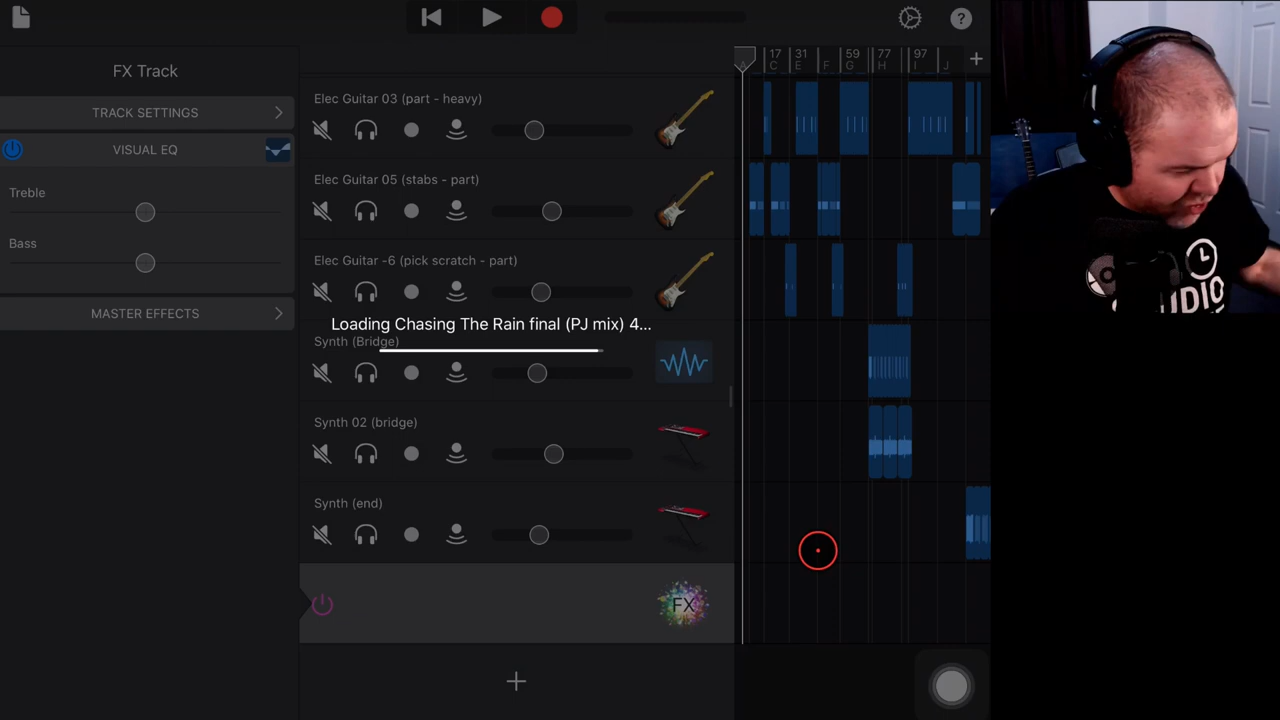 ?
17 31 59 77 97
A C E F G H I J +
FX Track
TRACK SETTINGS
VISUAL EQ
Treble
Bass
MASTER EFFECTS
Elec Guitar 03 (part - heavy)
Elec Guitar 05 (stabs - part)
Elec Guitar -6 (pick scratch - part)
Loading Chasing The Rain final (PJ mix) 4...
Synth (Bridge)
Synth 02 (bridge)
Synth (end)
FX
+